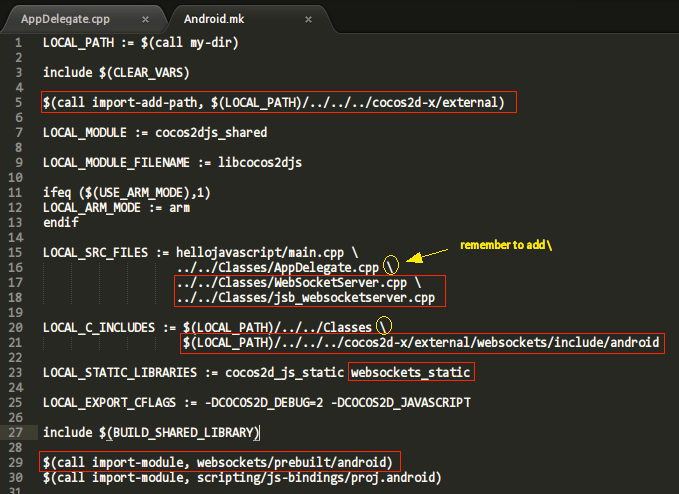 AppDelegate.cpp × Android.mk ×
1 LOCAL_PATH := $(call my-dir)
2
3 include $(CLEAR_VARS)
4
5 $(call import-add-path, $(LOCAL_PATH)/../../../cocos2d-x/external)
6
7 LOCAL_MODULE := cocos2djs_shared
8
9 LOCAL_MODULE_FILENAME := libcocos2djs
10
11 ifeq ($(USE_ARM_MODE),1)
12 LOCAL_ARM_MODE := arm
13 endif
14
remember to add \
15 LOCAL_SRC_FILES := hellojavascript/main.cpp \
16 ../../Classes/AppDelegate.cpp \
17 ../../Classes/WebSocketServer.cpp \
18 ../../Classes/jsb_websocketserver.cpp
19
20 LOCAL_C_INCLUDES := $(LOCAL_PATH)/../../Classes \
21 $(LOCAL_PATH)/../../../cocos2d-x/external/websockets/include/android
22
23 LOCAL_STATIC_LIBRARIES := cocos2d_js_static websockets_static
24
25 LOCAL_EXPORT_CFLAGS := -DCOCOS2D_DEBUG=2 -DCOCOS2D_JAVASCRIPT
26
27 include $(BUILD_SHARED_LIBRARY)
28
29 $(call import-module, websockets/prebuilt/android)
30 $(call import-module, scripting/js-bindings/proj.android)
31